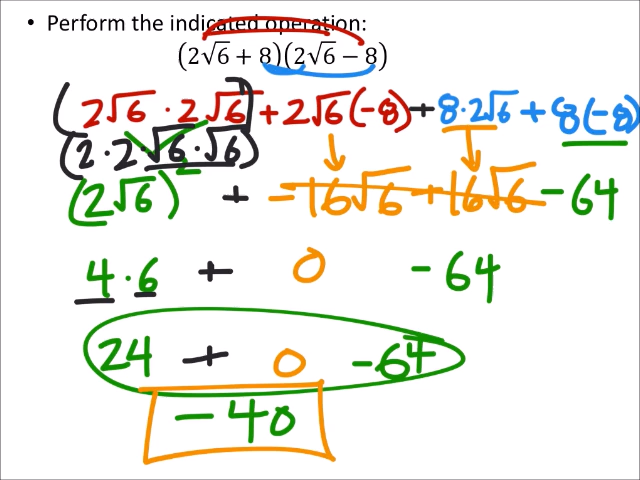 • Perform the indicated operation:
(2√6 + 8)(2√6 − 8)
(2√6 · 2√6) + 2√6(-8) + 8·2√6 + 8(-8)
(2·2·√6·√6)
(2√6)² + -16√6 + 16√6 - 64
4·6 + 0 - 64
24 + 0 - 64
-40